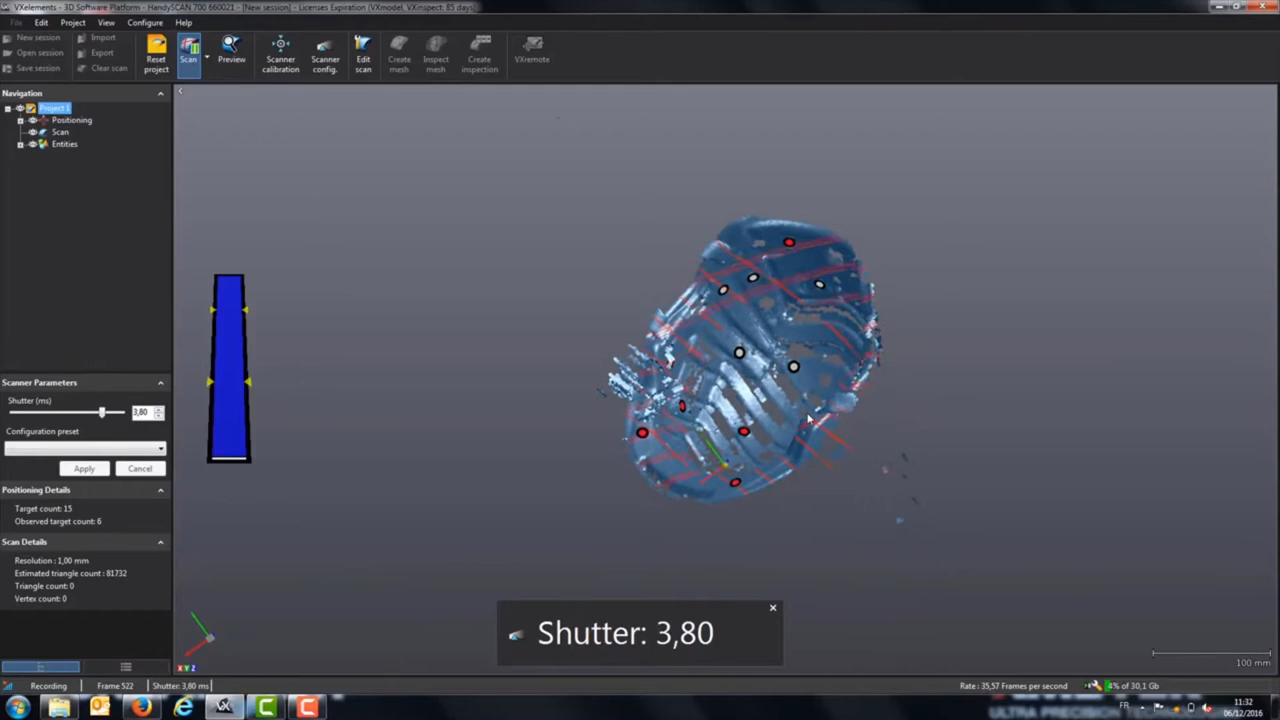 VXelements - 3D Software Platform - HandySCAN 700 660021 - [New session] - Licenses Expiration (VXmodel, VXinspect: 85 days)
File Edit Project View Configure Help
New session
Open session
Save session
Import
Export
Clear scan
Reset project
Scan
Preview
Scanner calibration
Scanner config.
Edit scan
Create mesh
Inspect mesh
Create inspection
VXremote
Navigation
Project 1
Positioning
Scan
Entities
Scanner Parameters
Shutter (ms)
3,80
Configuration preset
Apply Cancel
Positioning Details
Target count: 15
Observed target count: 6
Scan Details
Resolution : 1,00 mm
Estimated triangle count : 81732
Triangle count: 0
Vertex count: 0
X Y Z
Shutter: 3,80
100 mm
Recording Frame 522 Shutter: 3,80 ms Rate : 35,57 Frames per second 4% of 30,1 Gb
FR 11:32
06/12/2016
ULTRA PRECISION